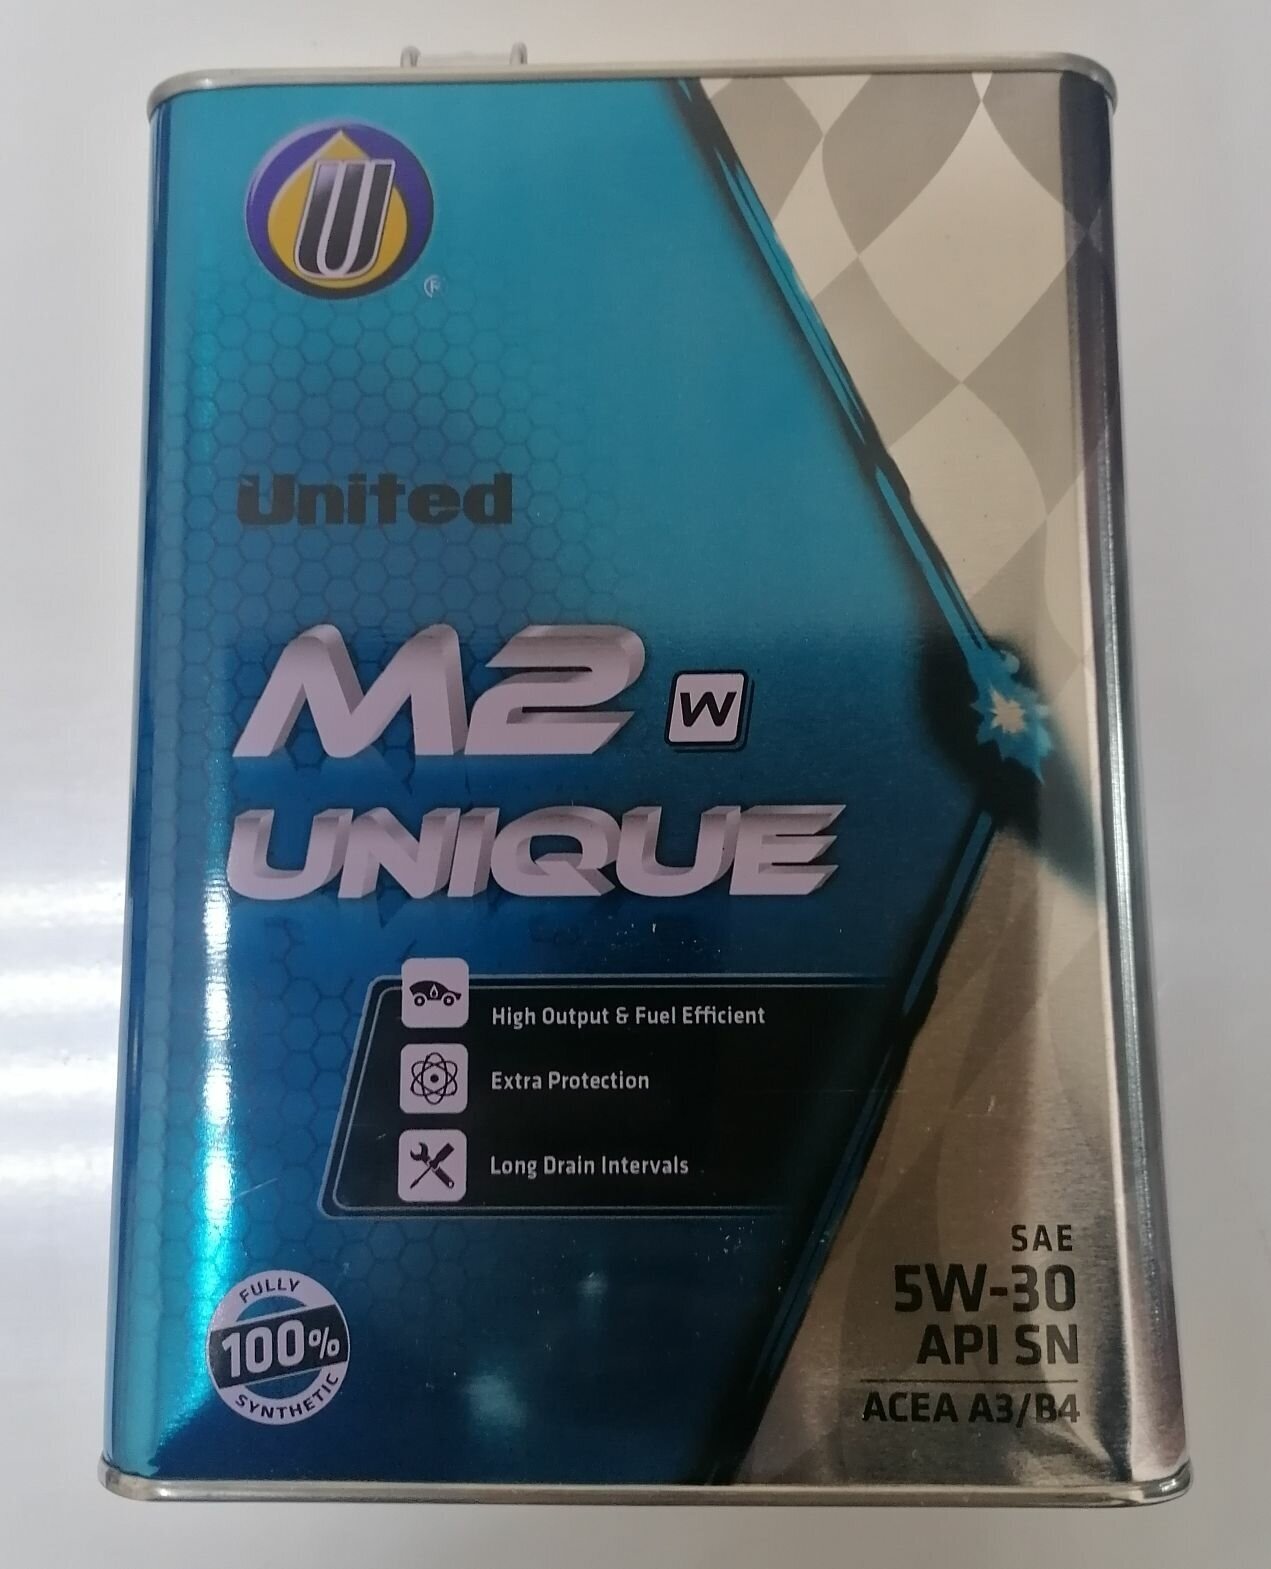 U
®
United
M2 W
UNIQUE
High Output & Fuel Efficient
Extra Protection
Long Drain Intervals
FULLY
100%
SYNTHETIC
SAE
5W-30
API SN
ACEA A3/B4